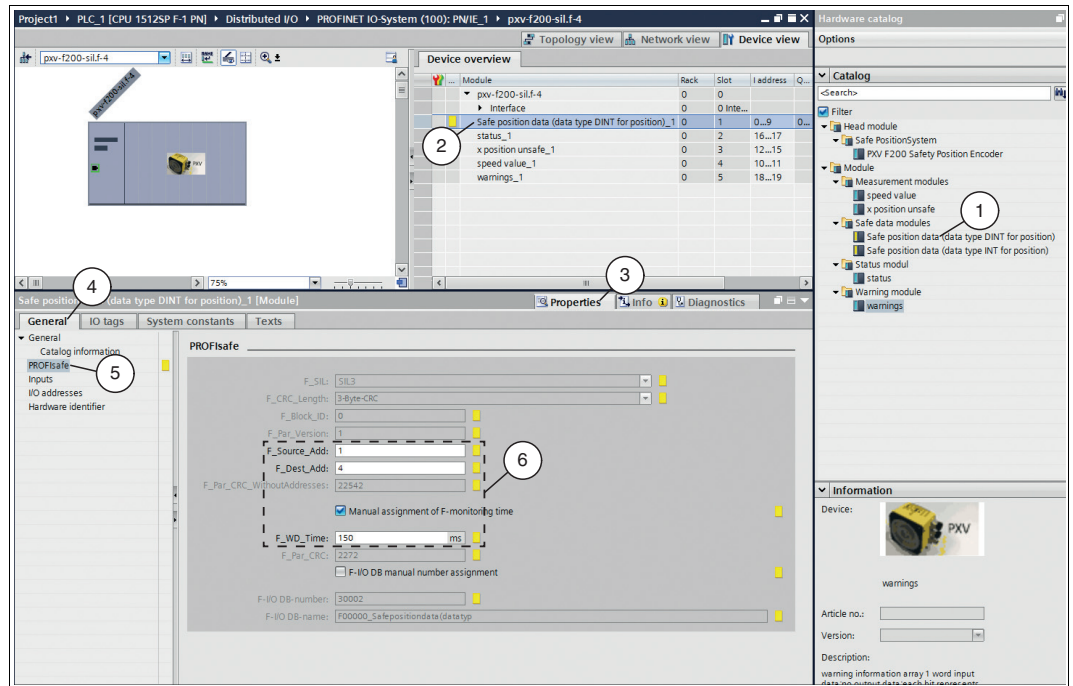 Project1 ▸ PLC_1 [CPU 1512SP F-1 PN] ▸ Distributed I/O ▸ PROFINET IO-System (100): PN/IE_1 ▸ pxv-f200-sil.f-4
Hardware catalog
Topology view Network view Device view
Options
pxv-f200-sil.f-4
Device overview
Catalog
... Module Rack Slot I address Q...
<Search>
pxv-f200-sil.f-4 0 0
Interface 0 0 Inte...
Safe position data (data type DINT for position)_1 0 1 0...9 0...
status_1 0 2 16...17
x position unsafe_1 0 3 12...15
speed value_1 0 4 10...11
warnings_1 0 5 18...19
pxv-f200-sil.f-4
PXV
Filter
Head module
Safe PositionSystem
PXV F200 Safety Position Encoder
Module
Measurement modules
speed value
x position unsafe
Safe data modules
Safe position data (data type DINT for position)
Safe position data (data type INT for position)
Status modul
status
Warning module
warnings
1
2
3
4
75%
Safe position data (data type DINT for position)_1 [Module]
Properties Info Diagnostics
General IO tags System constants Texts
General
Catalog information
PROFIsafe
Inputs
I/O addresses
Hardware identifier
5
PROFIsafe
F_SIL: SIL3
F_CRC_Length: 3-Byte-CRC
F_Block_ID: 0
F_Par_Version: 1
F_Source_Add: 1
F_Dest_Add: 4
F_Par_CRC_WithoutAddresses: 22542
Manual assignment of F-monitoring time
F_WD_Time: 150 ms
F_Par_CRC: 2272
F-I/O DB manual number assignment
F-I/O DB-number: 30002
F-I/O DB-name: F00000_Safepositiondata(datatyp
6
Information
Device:
PXV
warnings
Article no.:
Version:
Description:
warning information array 1 word input
data no output data each bit represents